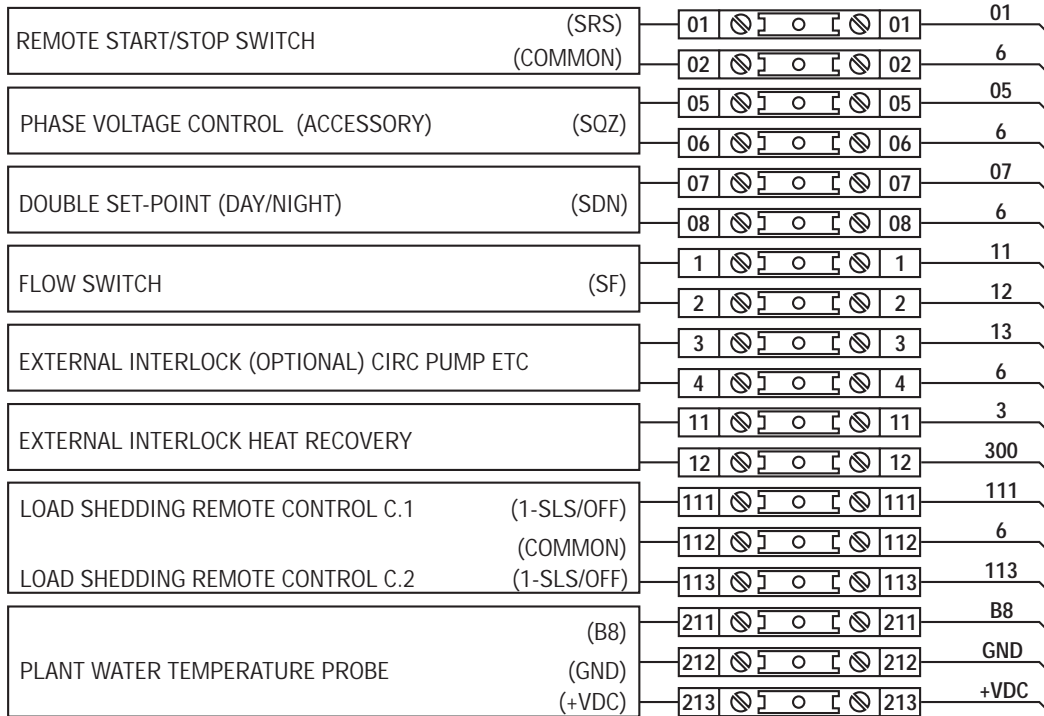 REMOTE START/STOP SWITCH (SRS) 01 01 01
(COMMON) 02 02 6
PHASE VOLTAGE CONTROL (ACCESSORY) (SQZ) 05 05 05
06 06 6
DOUBLE SET-POINT (DAY/NIGHT) (SDN) 07 07 07
08 08 6
FLOW SWITCH (SF) 1 1 11
2 2 12
EXTERNAL INTERLOCK (OPTIONAL) CIRC PUMP ETC 3 3 13
4 4 6
EXTERNAL INTERLOCK HEAT RECOVERY 11 11 3
12 12 300
LOAD SHEDDING REMOTE CONTROL C.1 (1-SLS/OFF) 111 111 111
(COMMON) 112 112 6
LOAD SHEDDING REMOTE CONTROL C.2 (1-SLS/OFF) 113 113 113
(B8) 211 211 B8
PLANT WATER TEMPERATURE PROBE (GND) 212 212 GND
(+VDC) 213 213 +VDC